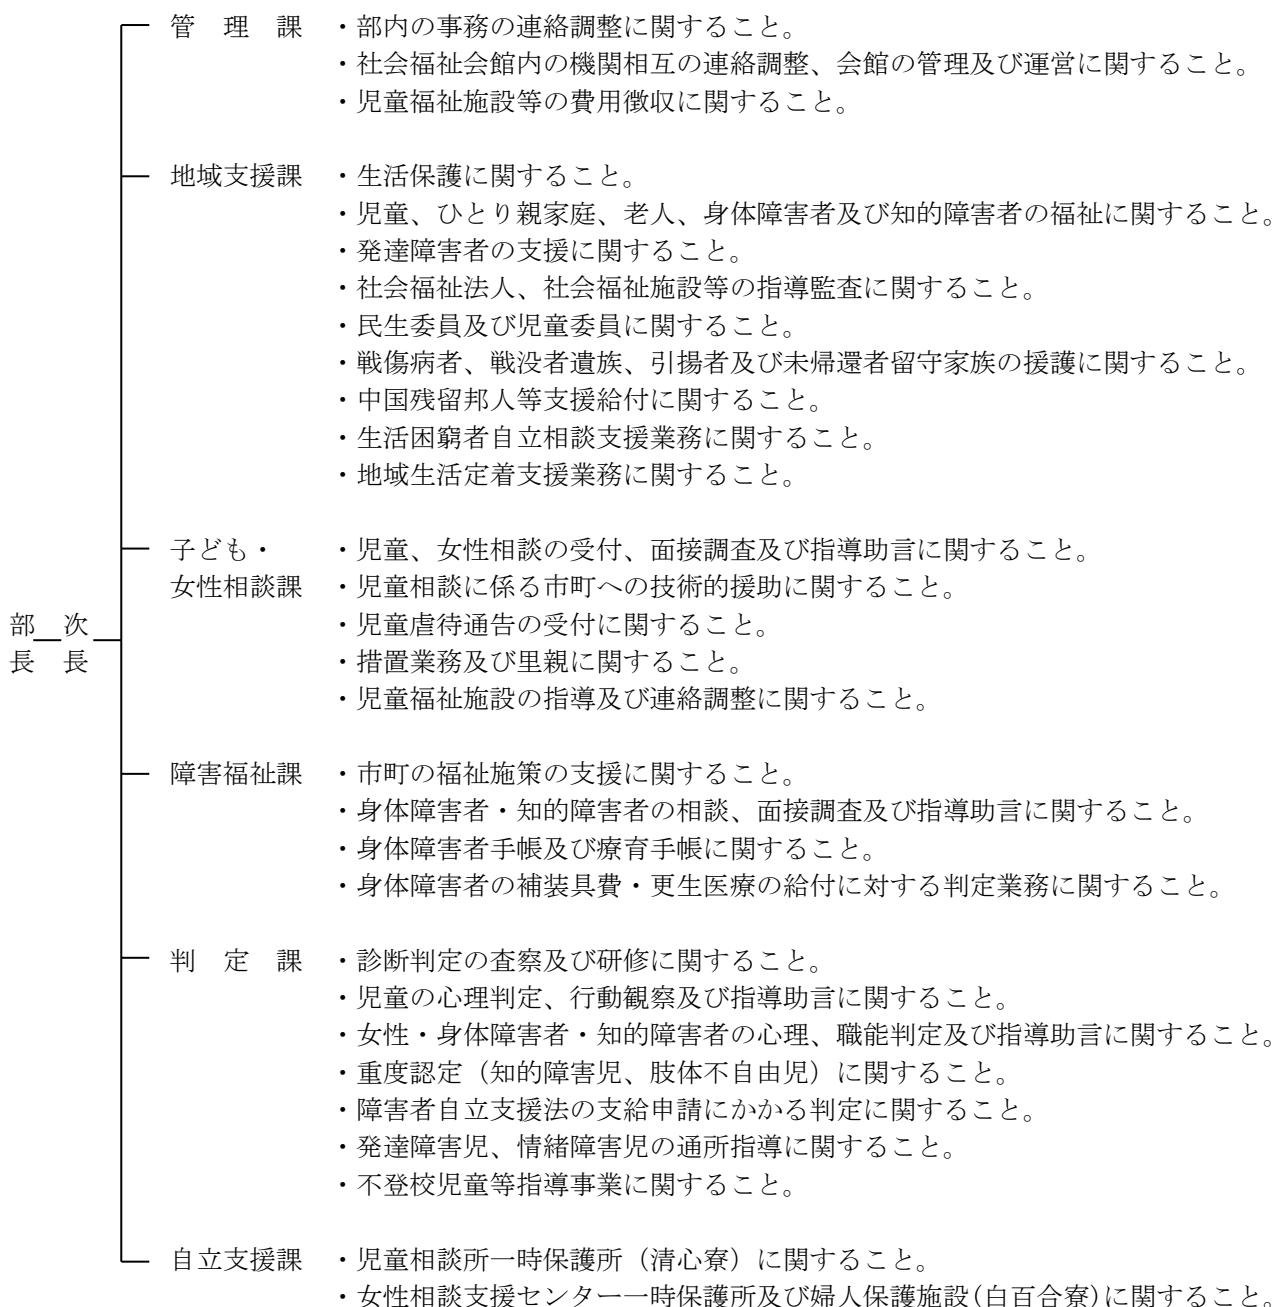 管　理　課　・部内の事務の連絡調整に関すること。
・社会福祉会館内の機関相互の連絡調整、会館の管理及び運営に関すること。
・児童福祉施設等の費用徴収に関すること。
地域支援課　・生活保護に関すること。
・児童、ひとり親家庭、老人、身体障害者及び知的障害者の福祉に関すること。
・発達障害者の支援に関すること。
・社会福祉法人、社会福祉施設等の指導監査に関すること。
・民生委員及び児童委員に関すること。
・戦傷病者、戦没者遺族、引揚者及び未帰還者留守家族の援護に関すること。
・中国残留邦人等支援給付に関すること。
・生活困窮者自立相談支援業務に関すること。
・地域生活定着支援業務に関すること。
子ども・　・児童、女性相談の受付、面接調査及び指導助言に関すること。
女性相談課　・児童相談に係る市町への技術的援助に関すること。
部　次　・児童虐待通告の受付に関すること。
長　長　・措置業務及び里親に関すること。
・児童福祉施設の指導及び連絡調整に関すること。
障害福祉課　・市町の福祉施策の支援に関すること。
・身体障害者・知的障害者の相談、面接調査及び指導助言に関すること。
・身体障害者手帳及び療育手帳に関すること。
・身体障害者の補装具費・更生医療の給付に対する判定業務に関すること。
判　定　課　・診断判定の査察及び研修に関すること。
・児童の心理判定、行動観察及び指導助言に関すること。
・女性・身体障害者・知的障害者の心理、職能判定及び指導助言に関すること。
・重度認定（知的障害児、肢体不自由児）に関すること。
・障害者自立支援法の支給申請にかかる判定に関すること。
・発達障害児、情緒障害児の通所指導に関すること。
・不登校児童等指導事業に関すること。
自立支援課　・児童相談所一時保護所（清心寮）に関すること。
・女性相談支援センター一時保護所及び婦人保護施設(白百合寮)に関すること。